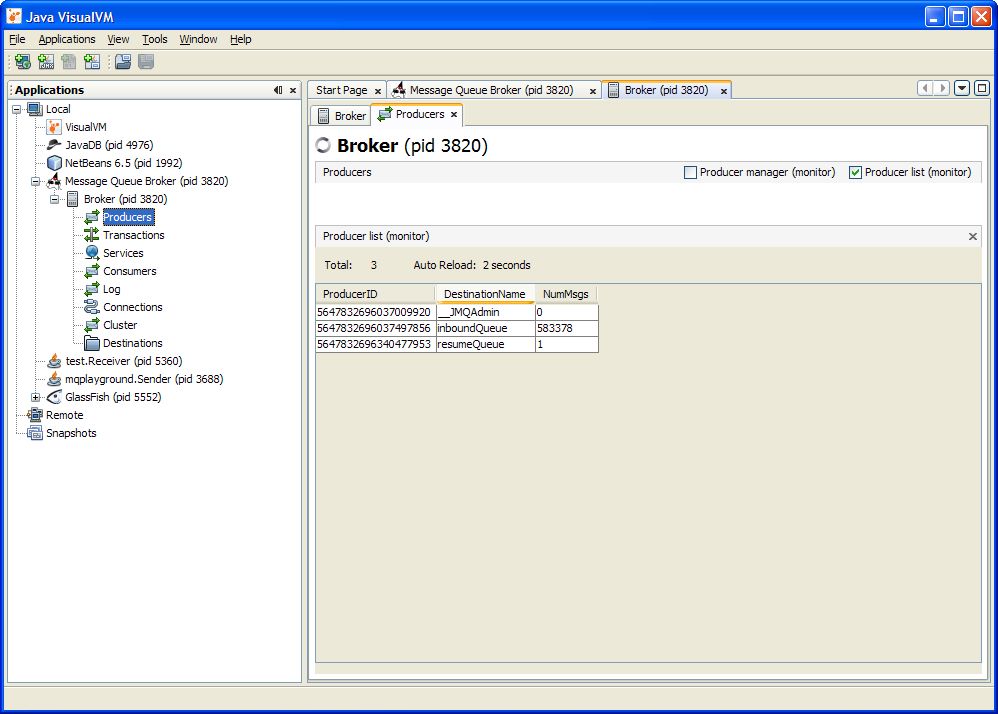 Java VisualVM
File Applications View Tools Window Help
Applications
Local
VisualVM
JavaDB (pid 4976)
NetBeans 6.5 (pid 1992)
Message Queue Broker (pid 3820)
Broker (pid 3820)
Producers
Transactions
Services
Consumers
Log
Connections
Cluster
Destinations
test.Receiver (pid 5360)
mqplayground.Sender (pid 3688)
GlassFish (pid 5552)
Remote
Snapshots
Start Page Message Queue Broker (pid 3820) Broker (pid 3820)
Broker Producers
Broker (pid 3820)
Producers Producer manager (monitor) Producer list (monitor)
Producer list (monitor)
Total: 3 Auto Reload: 2 seconds
ProducerID DestinationName NumMsgs
5647832696037009920 __JMQAdmin 0
5647832696037497856 inboundQueue 583378
5647832696340477953 resumeQueue 1